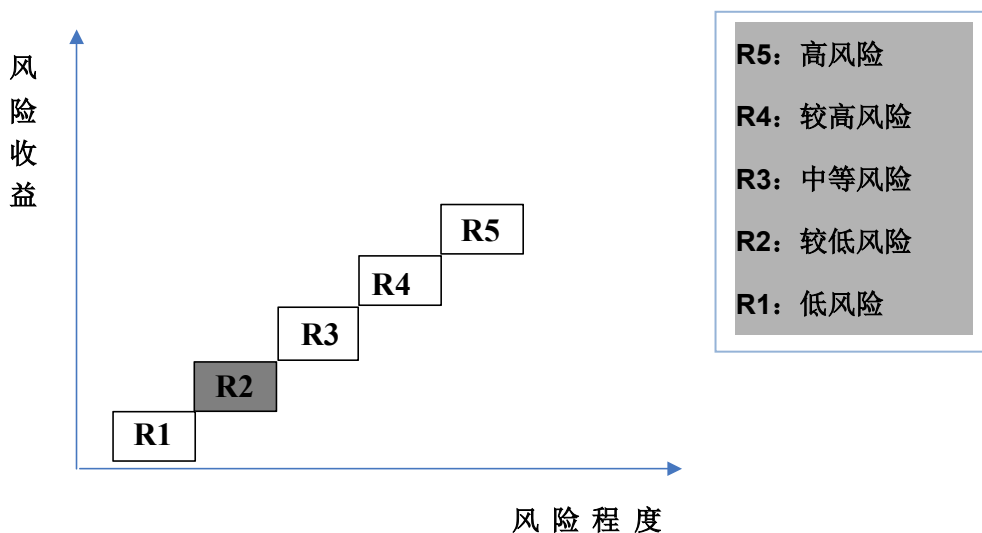 风
险
收
益
R5
R4
R3
R2
R1
风 险 程 度
R5：高风险
R4：较高风险
R3：中等风险
R2：较低风险
R1：低风险